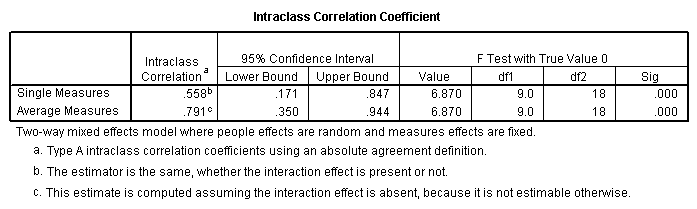 Intraclass Correlation Coefficient
Intraclass Correlation a 95% Confidence Interval F Test with True Value 0
Lower Bound Upper Bound Value df1 df2 Sig
Single Measures .558b .171 .847 6.870 9.0 18 .000
Average Measures .791c .350 .944 6.870 9.0 18 .000
Two-way mixed effects model where people effects are random and measures effects are fixed.
a. Type A intraclass correlation coefficients using an absolute agreement definition.
b. The estimator is the same, whether the interaction effect is present or not.
c. This estimate is computed assuming the interaction effect is absent, because it is not estimable otherwise.